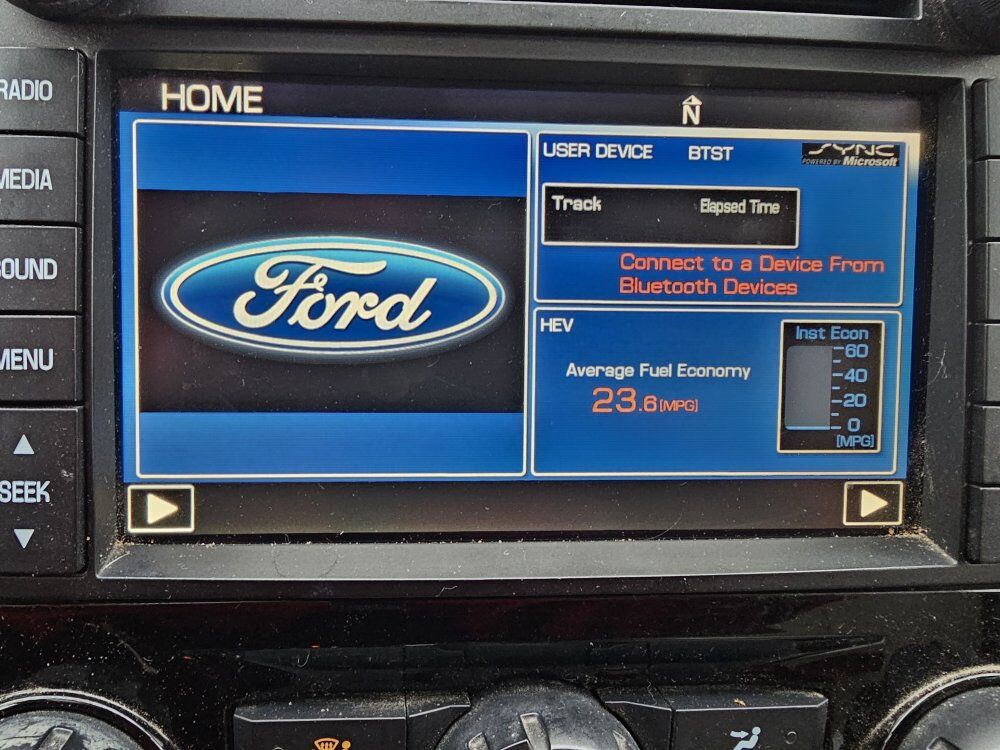 RADIO
MEDIA
SOUND
MENU
SEEK
HOME
N
Ford
USER DEVICE BTST
SYNC
POWERED BY Microsoft
Track Elapsed Time
Connect to a Device From
Bluetooth Devices
HEV
Average Fuel Economy
23.6 [MPG]
Inst Econ
60
40
20
0
[MPG]